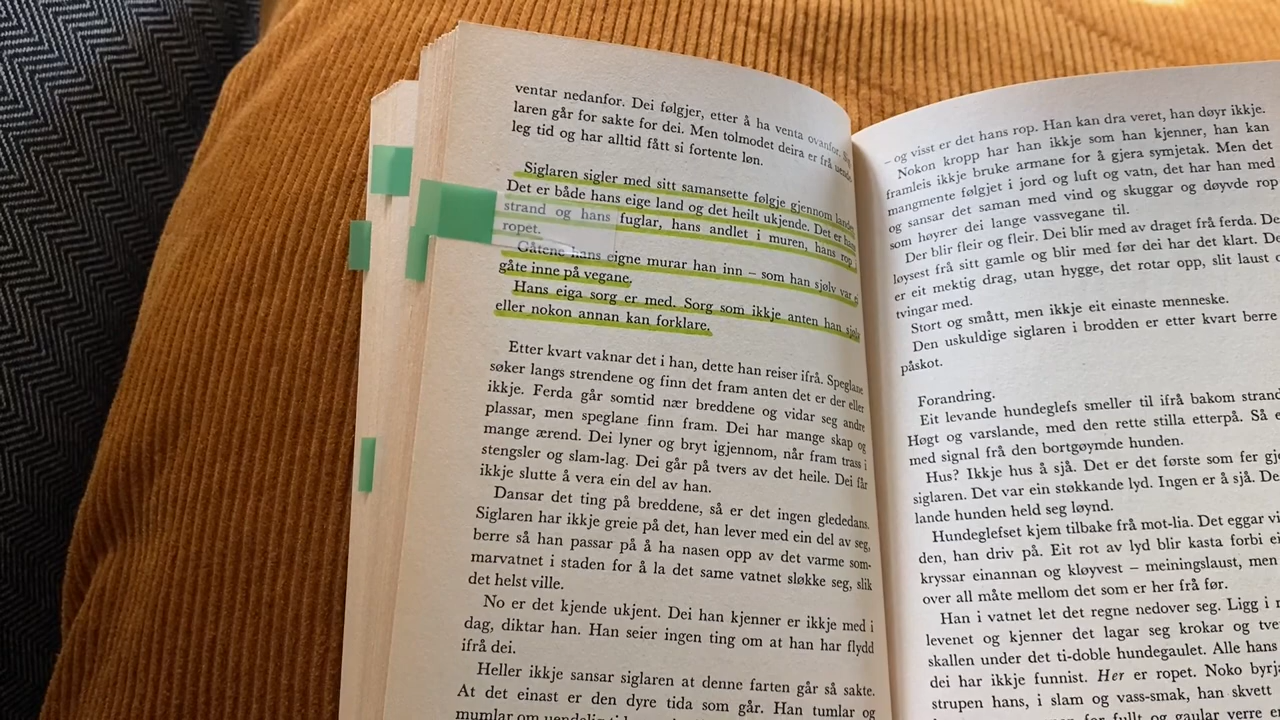 ventar nedanfor. Dei følgjer, etter å ha venta ovanfor.
laren går for sakte for dei. Men tolmodet deira er frå uende
leg tid og har alltid fått si fortente løn.
Siglaren sigler med sitt samansette følgje gjennom landet.
Det er både hans eige land og det heilt ukjende. Det er hans
strand og hans fuglar, hans andlet i muren, hans rop i
ropet.
Gåtene hans eigne murar han inn – som han sjølv var ei
gåte inne på vegane.
Hans eiga sorg er med. Sorg som ikkje anten han sjølv
eller nokon annan kan forklare.
Etter kvart vaknar det i han, dette han reiser ifrå. Speglane
søker langs strendene og finn det fram anten det er der eller
ikkje. Ferda går somtid nær breddene og vidar seg andre
plassar, men speglane finn fram. Dei har mange skap og
mange ærend. Dei lyner og bryt igjennom, når fram trass i
stengsler og slam-lag. Dei går på tvers av det heile. Dei får
ikkje slutte å vera ein del av han.
Dansar det ting på breddene, så er det ingen glededans.
Siglaren har ikkje greie på det, han lever med ein del av seg,
berre så han passar på å ha nasen opp av det varme som-
marvatnet i staden for å la det same vatnet sløkke seg, slik
det helst ville.
No er det kjende ukjent. Dei han kjenner er ikkje med i
dag, diktar han. Han seier ingen ting om at han har flydd
ifrå dei.
Heller ikkje sansar siglaren at denne farten går så sakte.
At det einast er den dyre tida som går. Han tumlar og
mumlar om uendelig
– og visst er det hans rop. Han kan dra veret, han døyr ikkje.
Nokon kropp har han ikkje som han kjenner, han kan
framleis ikkje bruke armane for å gjera symjetak. Men det
mangmente følgjet i jord og luft og vatn, det har han med
og sansar det saman med vind og skuggar og døyvde rop
som høyrer dei lange vassvegane til.
Der blir fleir og fleir. Dei blir med av draget frå ferda. De
løysest frå sitt gamle og blir med før dei har det klart. De
er eit mektig drag, utan hygge, det rotar opp, slit laust o
tvingar med.
Stort og smått, men ikkje eit einaste menneske.
Den uskuldige siglaren i brodden er etter kvart berre
påskot.
Forandring.
Eit levande hundeglefs smeller til ifrå bakom strand
Høgt og varslande, med den rette stilla etterpå. Så
med signal frå den bortgøymde hunden.
Hus? Ikkje hus å sjå. Det er det første som fer gj
siglaren. Det var ein støkkande lyd. Ingen er å sjå. De
lande hunden held seg løynd.
Hundeglefset kjem tilbake frå mot-lia. Det eggar vi
den, han driv på. Eit rot av lyd blir kasta forbi ei
kryssar einannan og kløyvest – meiningslaust, men
over all måte mellom det som er her frå før.
Han i vatnet let det regne nedover seg. Ligg i
levenet og kjenner det lagar seg krokar og tve
skallen under det ti-doble hundegaulet. Alle hans
dei har ikkje funnist. Her er ropet. Noko byrj
strupen hans, i slam og vass-smak, han skvett
for fullt og gaular verre